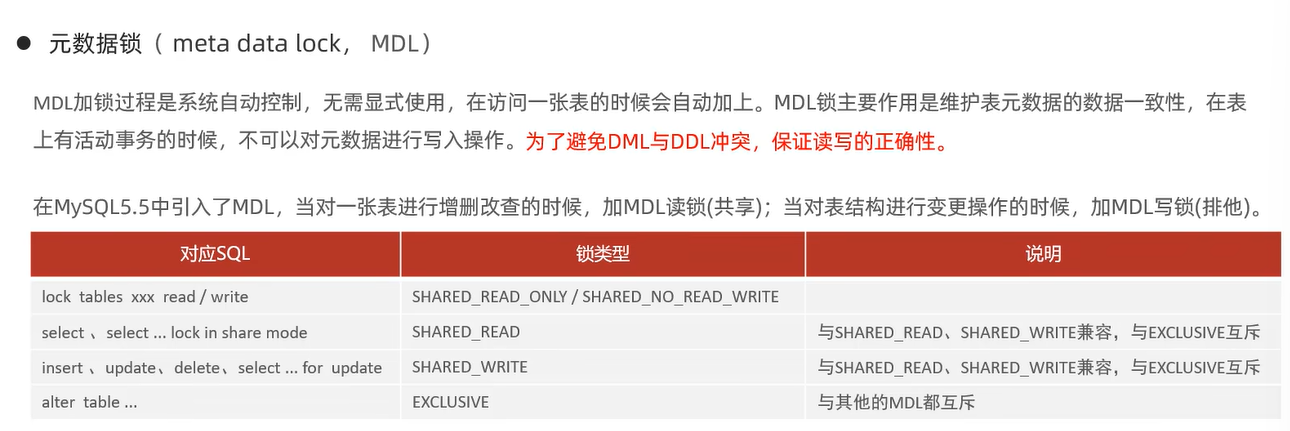 ● 元数据锁（ meta data lock， MDL）
MDL加锁过程是系统自动控制，无需显式使用，在访问一张表的时候会自动加上。MDL锁主要作用是维护表元数据的数据一致性，在表
上有活动事务的时候，不可以对元数据进行写入操作。为了避免DML与DDL冲突，保证读写的正确性。
在MySQL5.5中引入了MDL，当对一张表进行增删改查的时候，加MDL读锁(共享)；当对表结构进行变更操作的时候，加MDL写锁(排他)。
对应SQL 锁类型 说明
lock tables xxx read / write SHARED_READ_ONLY / SHARED_NO_READ_WRITE
select 、select ... lock in share mode SHARED_READ 与SHARED_READ、SHARED_WRITE兼容，与EXCLUSIVE互斥
insert 、update、delete、select ... for update SHARED_WRITE 与SHARED_READ、SHARED_WRITE兼容，与EXCLUSIVE互斥
alter table ... EXCLUSIVE 与其他的MDL都互斥